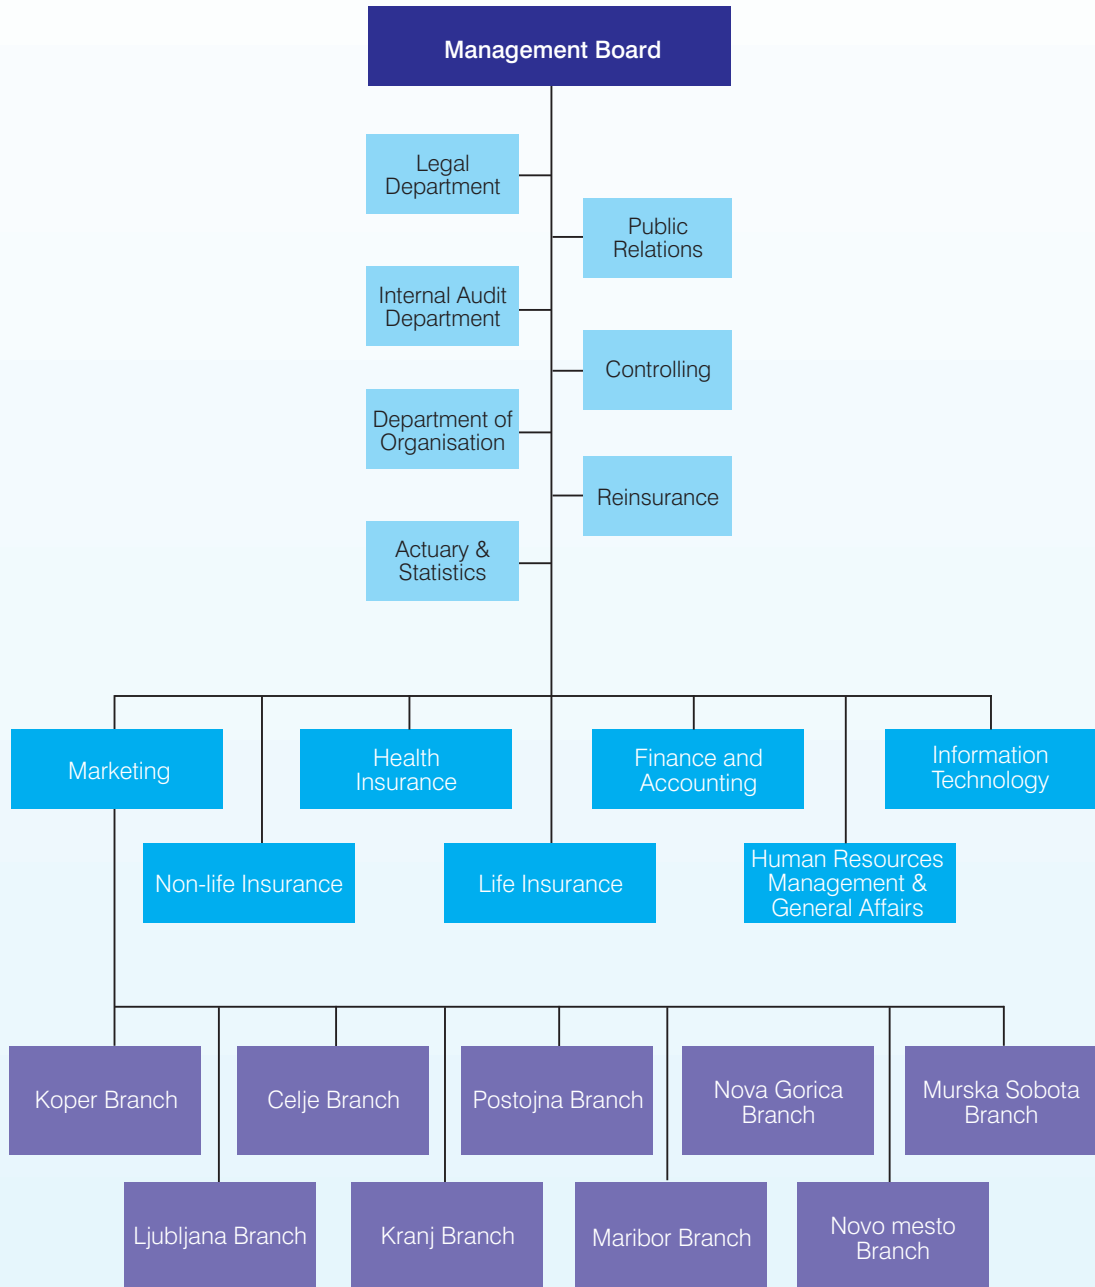 Management Board
Legal
Department
Public
Relations
Internal Audit
Department
Controlling
Department of
Organisation
Reinsurance
Actuary &
Statistics
Marketing
Health
Insurance
Finance and
Accounting
Information
Technology
Non-life Insurance
Life Insurance
Human Resources
Management &
General Affairs
Koper Branch
Celje Branch
Postojna Branch
Nova Gorica
Branch
Murska Sobota
Branch
Ljubljana Branch
Kranj Branch
Maribor Branch
Novo mesto
Branch